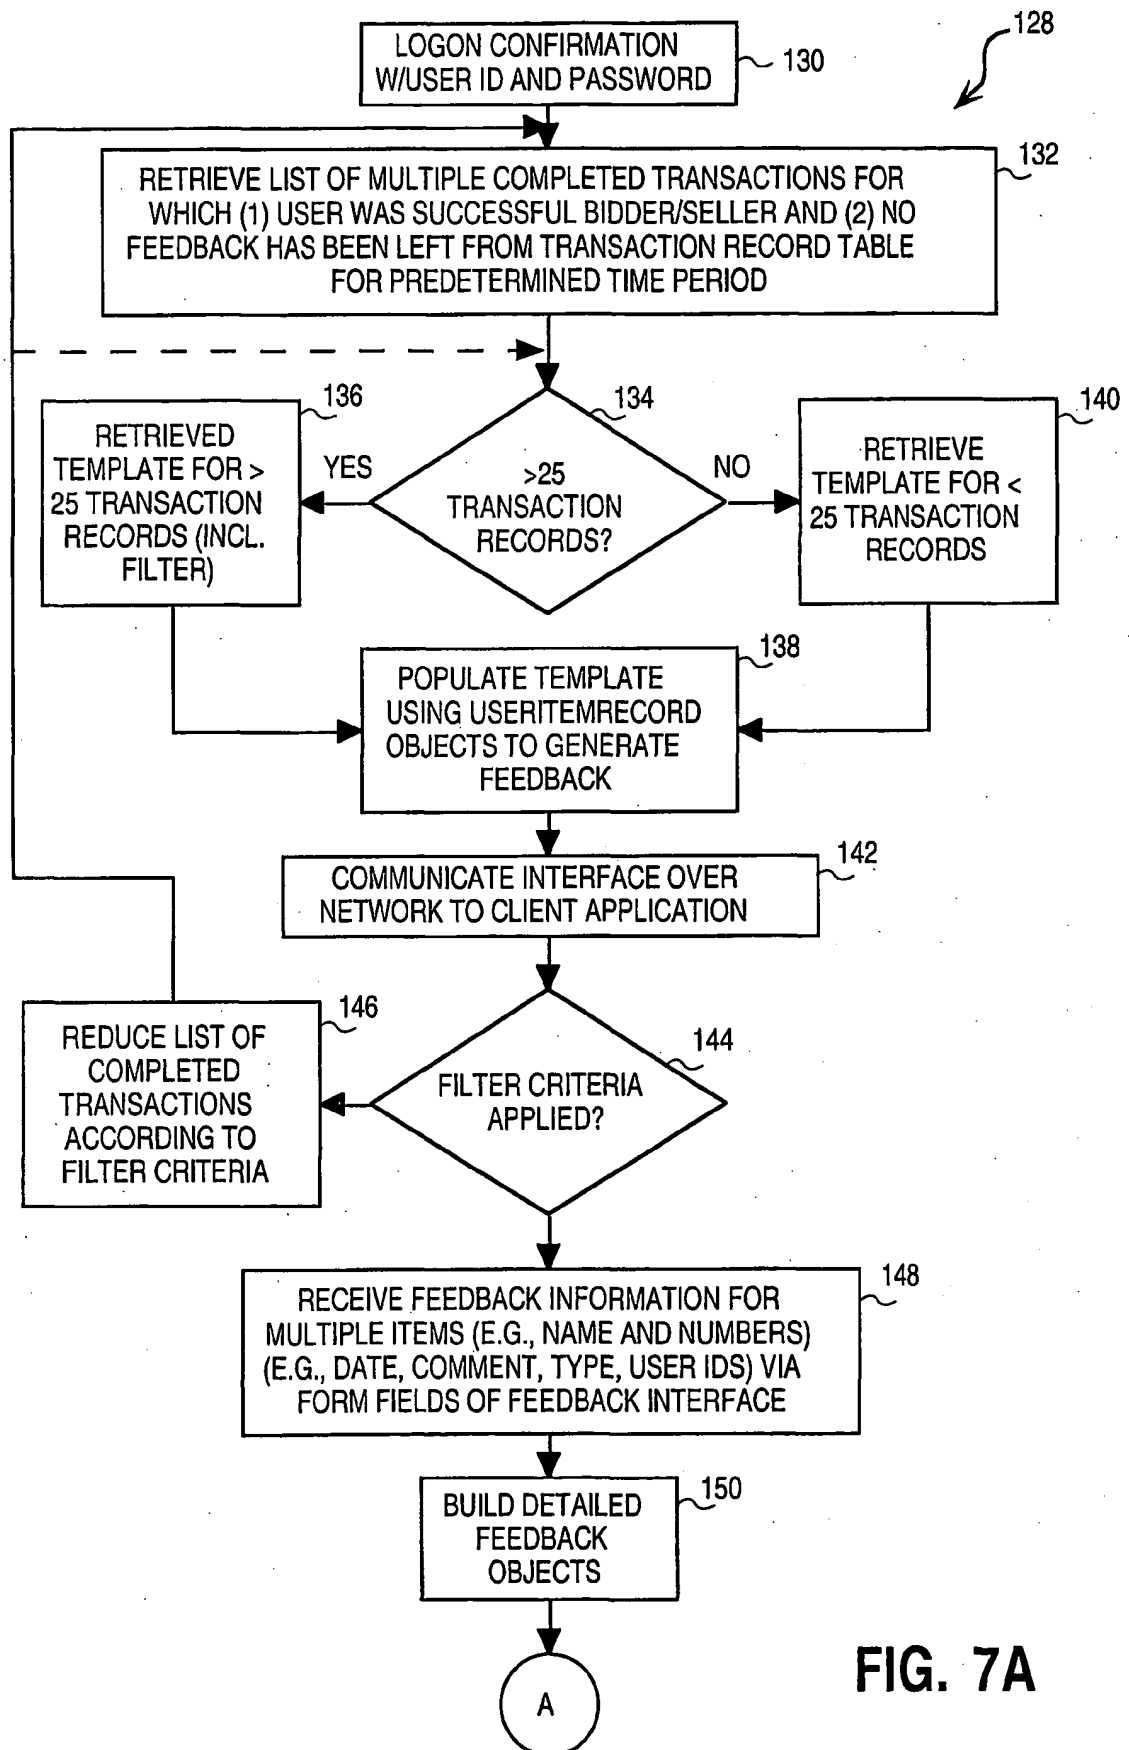 128
LOGON CONFIRMATION
W/USER ID AND PASSWORD
130
132
RETRIEVE LIST OF MULTIPLE COMPLETED TRANSACTIONS FOR
WHICH (1) USER WAS SUCCESSFUL BIDDER/SELLER AND (2) NO
FEEDBACK HAS BEEN LEFT FROM TRANSACTION RECORD TABLE
FOR PREDETERMINED TIME PERIOD
136
RETRIEVED
TEMPLATE FOR >
25 TRANSACTION
RECORDS (INCL.
FILTER)
YES
134
>25
TRANSACTION
RECORDS?
NO
140
RETRIEVE
TEMPLATE FOR <
25 TRANSACTION
RECORDS
138
POPULATE TEMPLATE
USING USERITEMRECORD
OBJECTS TO GENERATE
FEEDBACK
142
COMMUNICATE INTERFACE OVER
NETWORK TO CLIENT APPLICATION
146
REDUCE LIST OF
COMPLETED
TRANSACTIONS
ACCORDING TO
FILTER CRITERIA
144
FILTER CRITERIA
APPLIED?
148
RECEIVE FEEDBACK INFORMATION FOR
MULTIPLE ITEMS (E.G., NAME AND NUMBERS)
(E.G., DATE, COMMENT, TYPE, USER IDS) VIA
FORM FIELDS OF FEEDBACK INTERFACE
150
BUILD DETAILED
FEEDBACK
OBJECTS
A
FIG. 7A